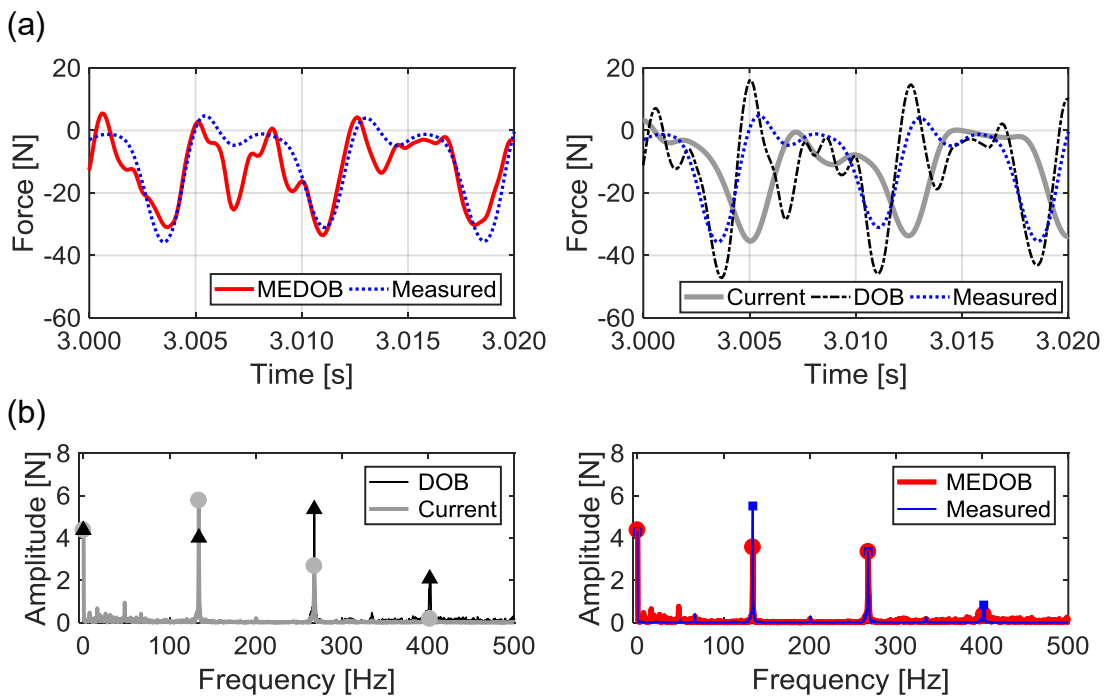 (a)
20
0
-20
-40
-60
3.000 3.005 3.010 3.015 3.020
Force [N]
Time [s]
MEDOB Measured
20
0
-20
-40
-60
3.000 3.005 3.010 3.015 3.020
Force [N]
Time [s]
Current DOB Measured
(b)
8
6
4
2
0
0 100 200 300 400 500
Amplitude [N]
Frequency [Hz]
DOB
Current
8
6
4
2
0
0 100 200 300 400 500
Amplitude [N]
Frequency [Hz]
MEDOB
Measured